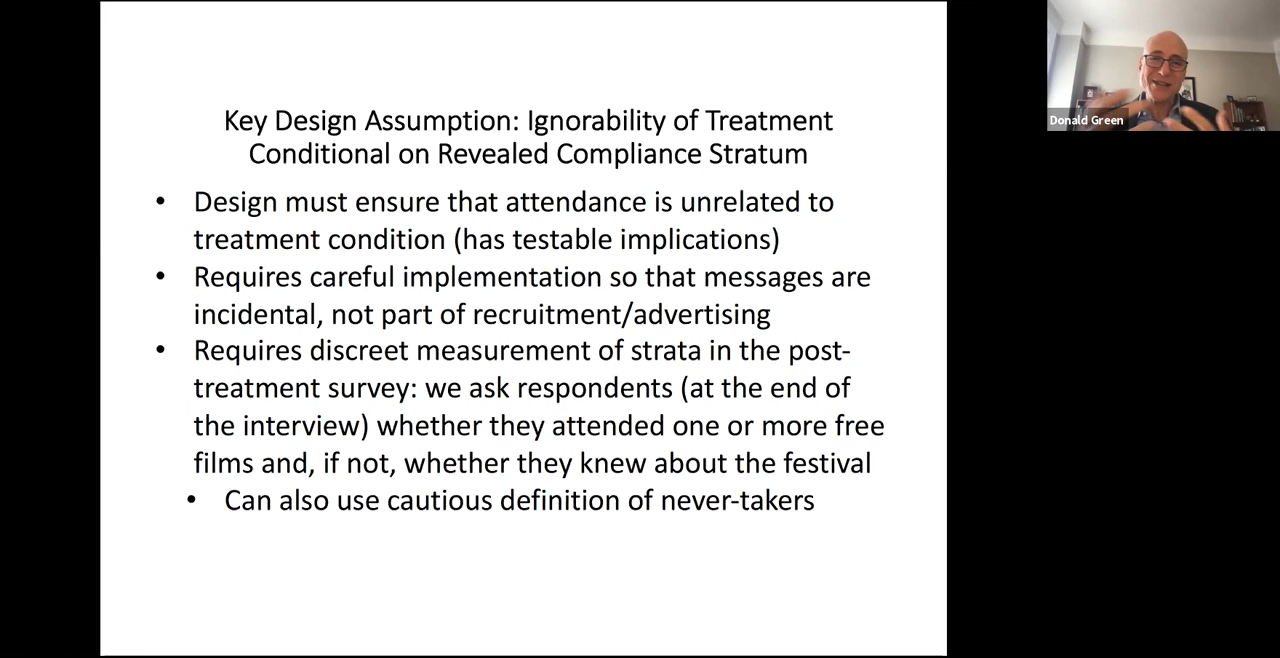 Key Design Assumption: Ignorability of Treatment
Conditional on Revealed Compliance Stratum
• Design must ensure that attendance is unrelated to
treatment condition (has testable implications)
• Requires careful implementation so that messages are
incidental, not part of recruitment/advertising
• Requires discreet measurement of strata in the post-
treatment survey: we ask respondents (at the end of
the interview) whether they attended one or more free
films and, if not, whether they knew about the festival
• Can also use cautious definition of never-takers
Donald Green